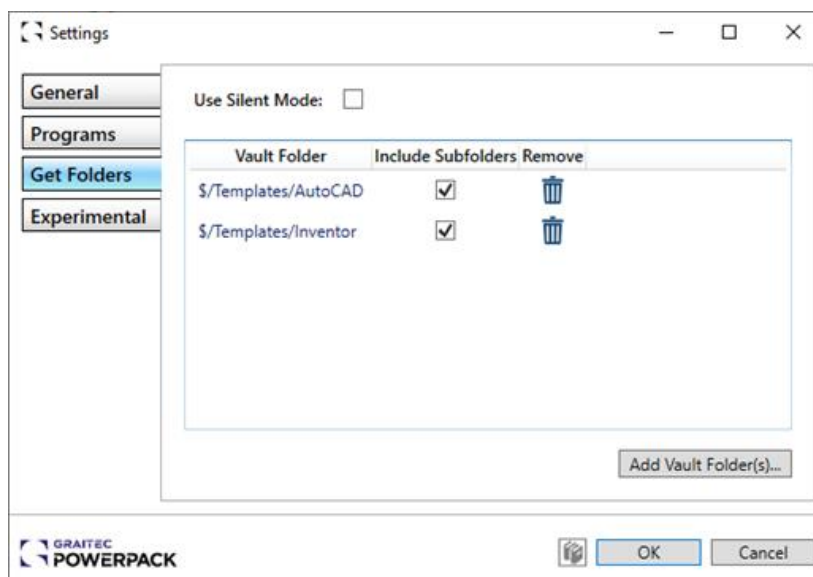 Settings
General
Programs
Get Folders
Experimental
Use Silent Mode:
Vault Folder Include Subfolders Remove
$/Templates/AutoCAD
$/Templates/Inventor
Add Vault Folder(s)...
GRAITEC
POWERPACK
OK Cancel